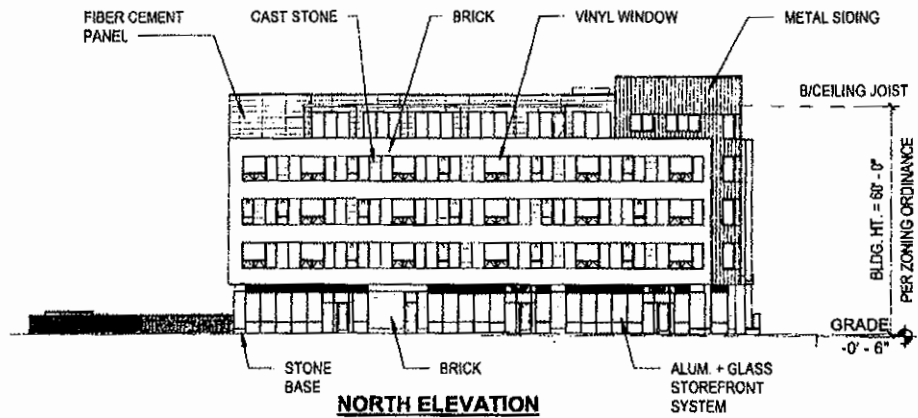 FIBER CEMENT
PANEL
CAST STONE
BRICK
VINYL WINDOW
METAL SIDING
B/CEILING JOIST
BLDG. HT. = 60' - 0"
PER ZONING ORDINANCE
GRADE
-0' - 6"
STONE
BASE
BRICK
ALUM. + GLASS
STOREFRONT
SYSTEM
NORTH ELEVATION